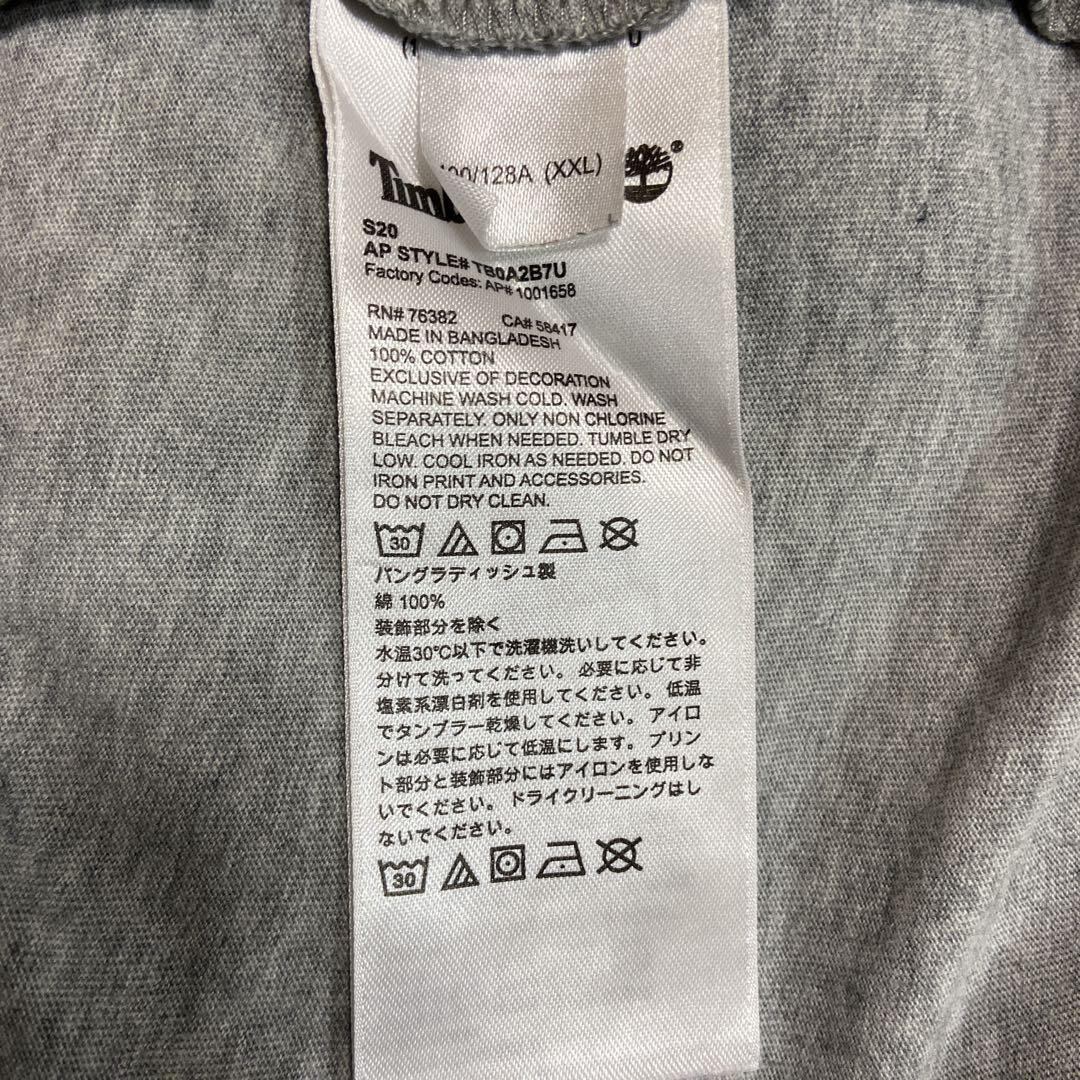 /128A (XXL)
S20
AP STYLE# TB0A2B7U
Factory Codes: AP# 1001658
RN# 76382 CA# 58417
MADE IN BANGLADESH
100% COTTON
EXCLUSIVE OF DECORATION
MACHINE WASH COLD. WASH
SEPARATELY. ONLY NON CHLORINE
BLEACH WHEN NEEDED. TUMBLE DRY
LOW. COOL IRON AS NEEDED. DO NOT
IRON PRINT AND ACCESSORIES.
DO NOT DRY CLEAN.
30
バングラディッシュ製
綿 100%
装飾部分を除く
水温30℃以下で洗濯機洗いしてください。
分けて洗ってください。 必要に応じて非
塩素系漂白剤を使用してください。 低温
でタンブラー乾燥してください。 アイロ
ンは必要に応じて低温にします。 プリン
ト部分と装飾部分にはアイロンを使用しな
いでください。 ドライクリーニングはし
ないでください。
30